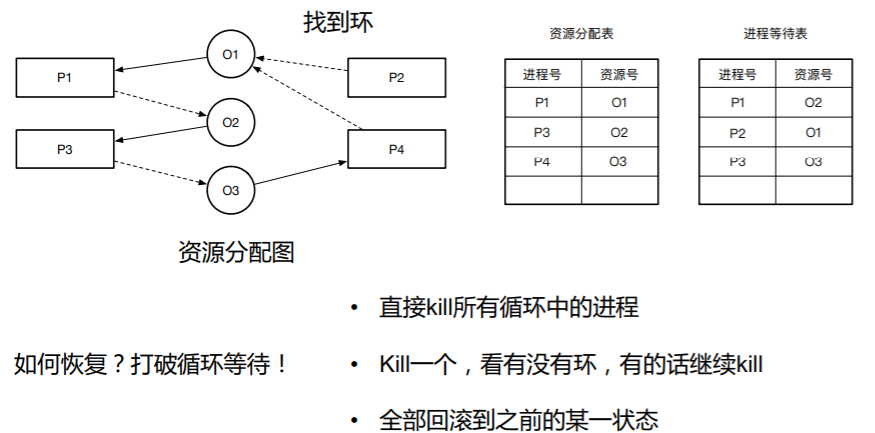 找到环
O1
P1
P2
O2
P3
P4
O3
资源分配图
资源分配表
进程号 资源号
P1 O1
P3 O2
P4 O3
进程等待表
进程号 资源号
P1 O2
P2 O1
P3 O3
如何恢复？打破循环等待！
• 直接kill所有循环中的进程
• Kill一个，看有没有环，有的话继续kill
• 全部回滚到之前的某一状态